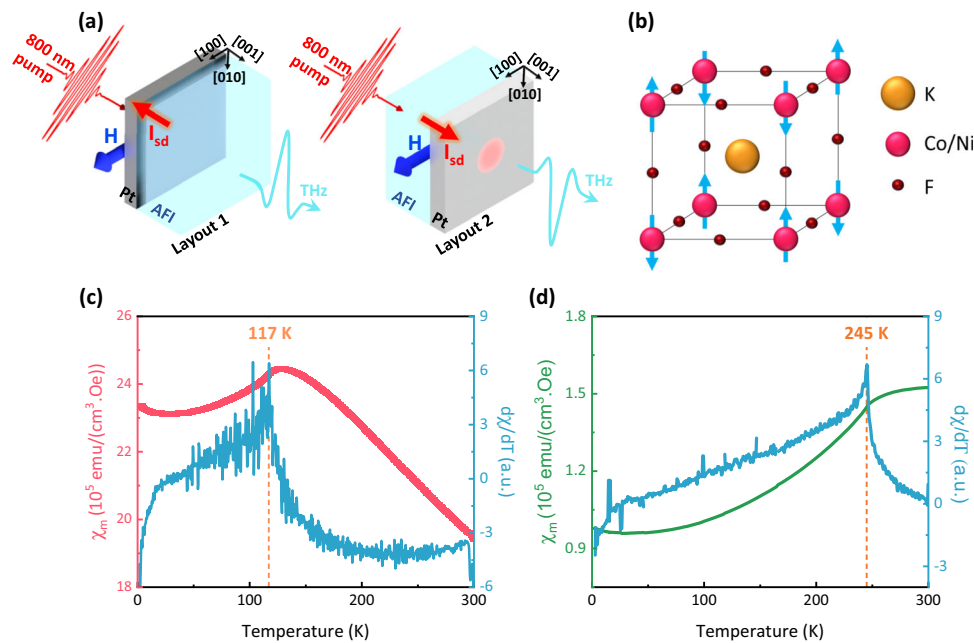 (a)
800 nm
pump
[100]
[001]
[010]
H
I_sd
Pt
AFI
Layout 1
THz
800 nm
pump
[100]
[001]
[010]
H
I_sd
AFI
Pt
Layout 2
THz
(b)
K
Co/Ni
F
(c)
117 K
χ_m (10^5 emu/(cm^3.Oe))
26
24
22
20
18
dχ/dT (a.u.)
9
6
3
0
-3
-6
0
100
200
300
Temperature (K)
(d)
245 K
χ_m (10^5 emu/(cm^3.Oe)
1.8
1.5
1.2
0.9
dχ/dT (a.u.)
9
6
3
0
-3
0
100
200
300
Temperature (K)